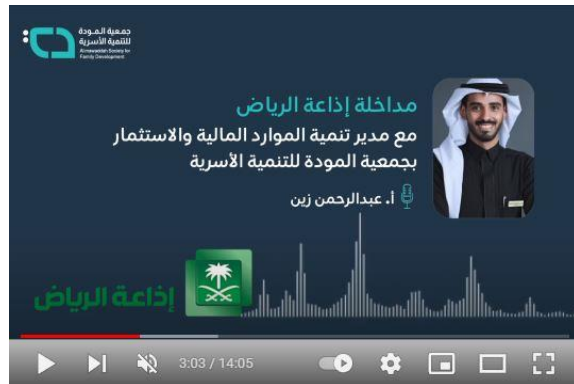 جمعية المودة
للتنمية الأسرية
Almawaddah Society for
Family Development
مداخلة إذاعة الرياض
مع مدير تنمية الموارد المالية والاستثمار
بجمعية المودة للتنمية الأسرية
أ. عبدالرحمن زين
إذاعة الرياض
3:03 / 14:05